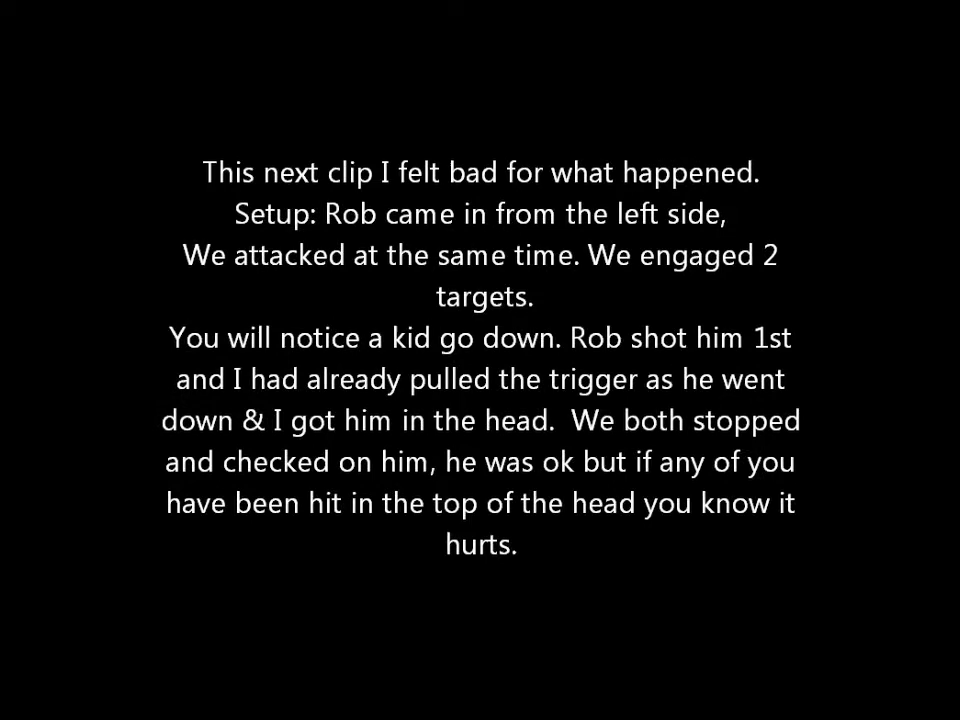 This next clip I felt bad for what happened.
Setup: Rob came in from the left side,
We attacked at the same time. We engaged 2
targets.
You will notice a kid go down. Rob shot him 1st
and I had already pulled the trigger as he went
down & I got him in the head.  We both stopped
and checked on him, he was ok but if any of you
have been hit in the top of the head you know it
hurts.